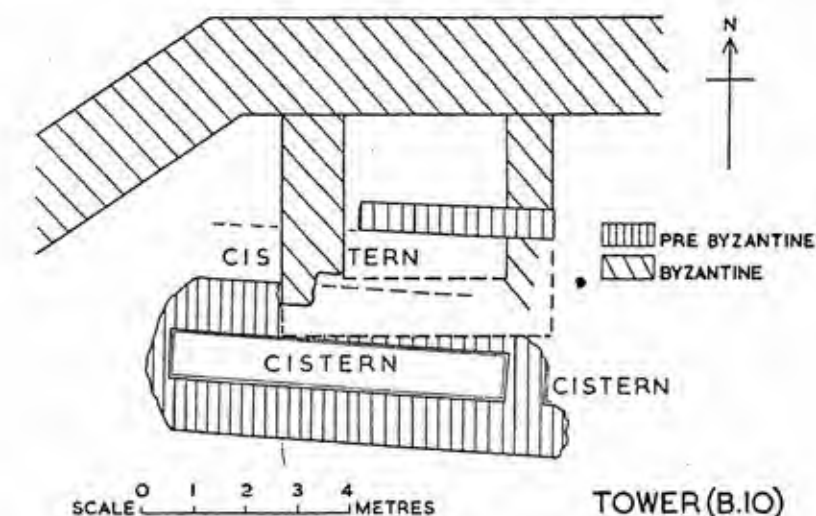 N
PRE BYZANTINE
BYZANTINE
CIS TERN
CISTERN
CISTERN
0 1 2 3 4
SCALE METRES
TOWER (B.10)